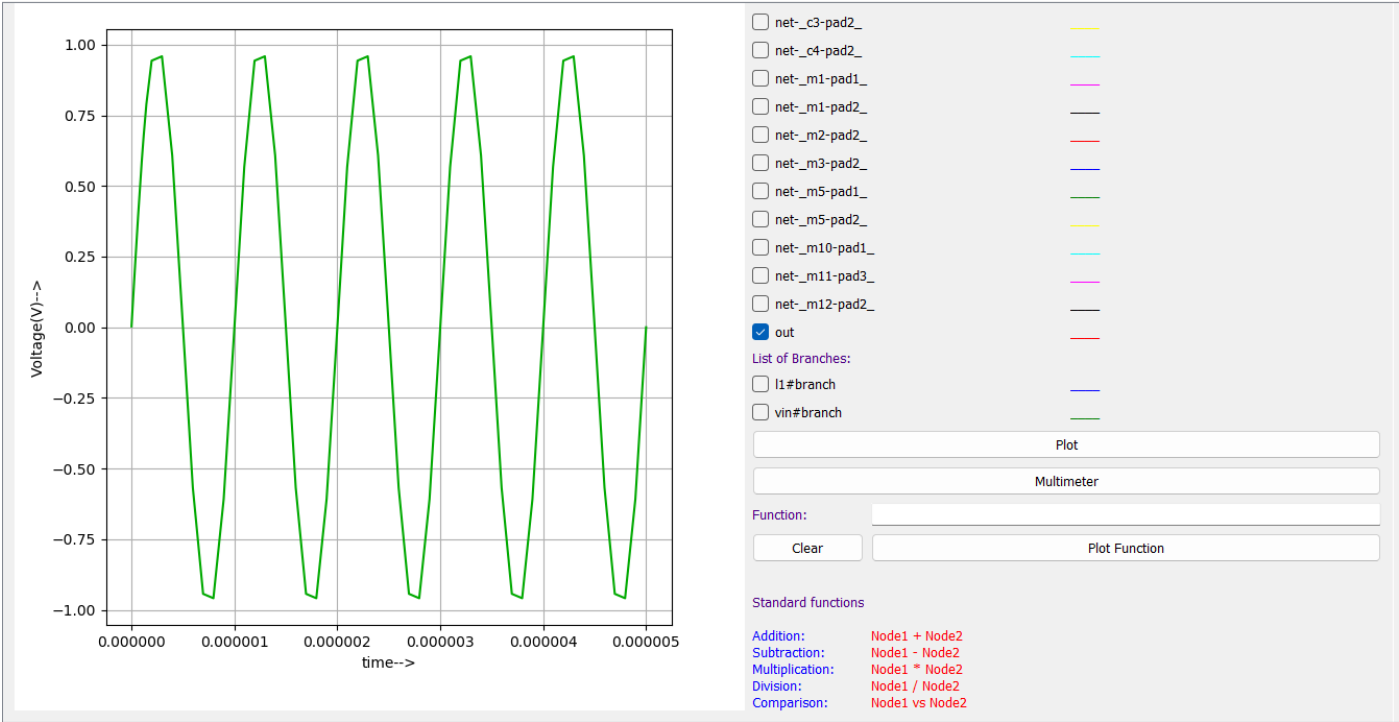 1.00
0.75
0.50
0.25
0.00
−0.25
−0.50
−0.75
−1.00
Voltage(V)-->
0.000000 0.000001 0.000002 0.000003 0.000004 0.000005
time-->
net-_c3-pad2_
net-_c4-pad2_
net-_m1-pad1_
net-_m1-pad2_
net-_m2-pad2_
net-_m3-pad2_
net-_m5-pad1_
net-_m5-pad2_
net-_m10-pad1_
net-_m11-pad3_
net-_m12-pad2_
out
List of Branches:
l1#branch
vin#branch
Plot
Multimeter
Function:
Clear Plot Function
Standard functions
Addition: Node1 + Node2
Subtraction: Node1 - Node2
Multiplication: Node1 * Node2
Division: Node1 / Node2
Comparison: Node1 vs Node2